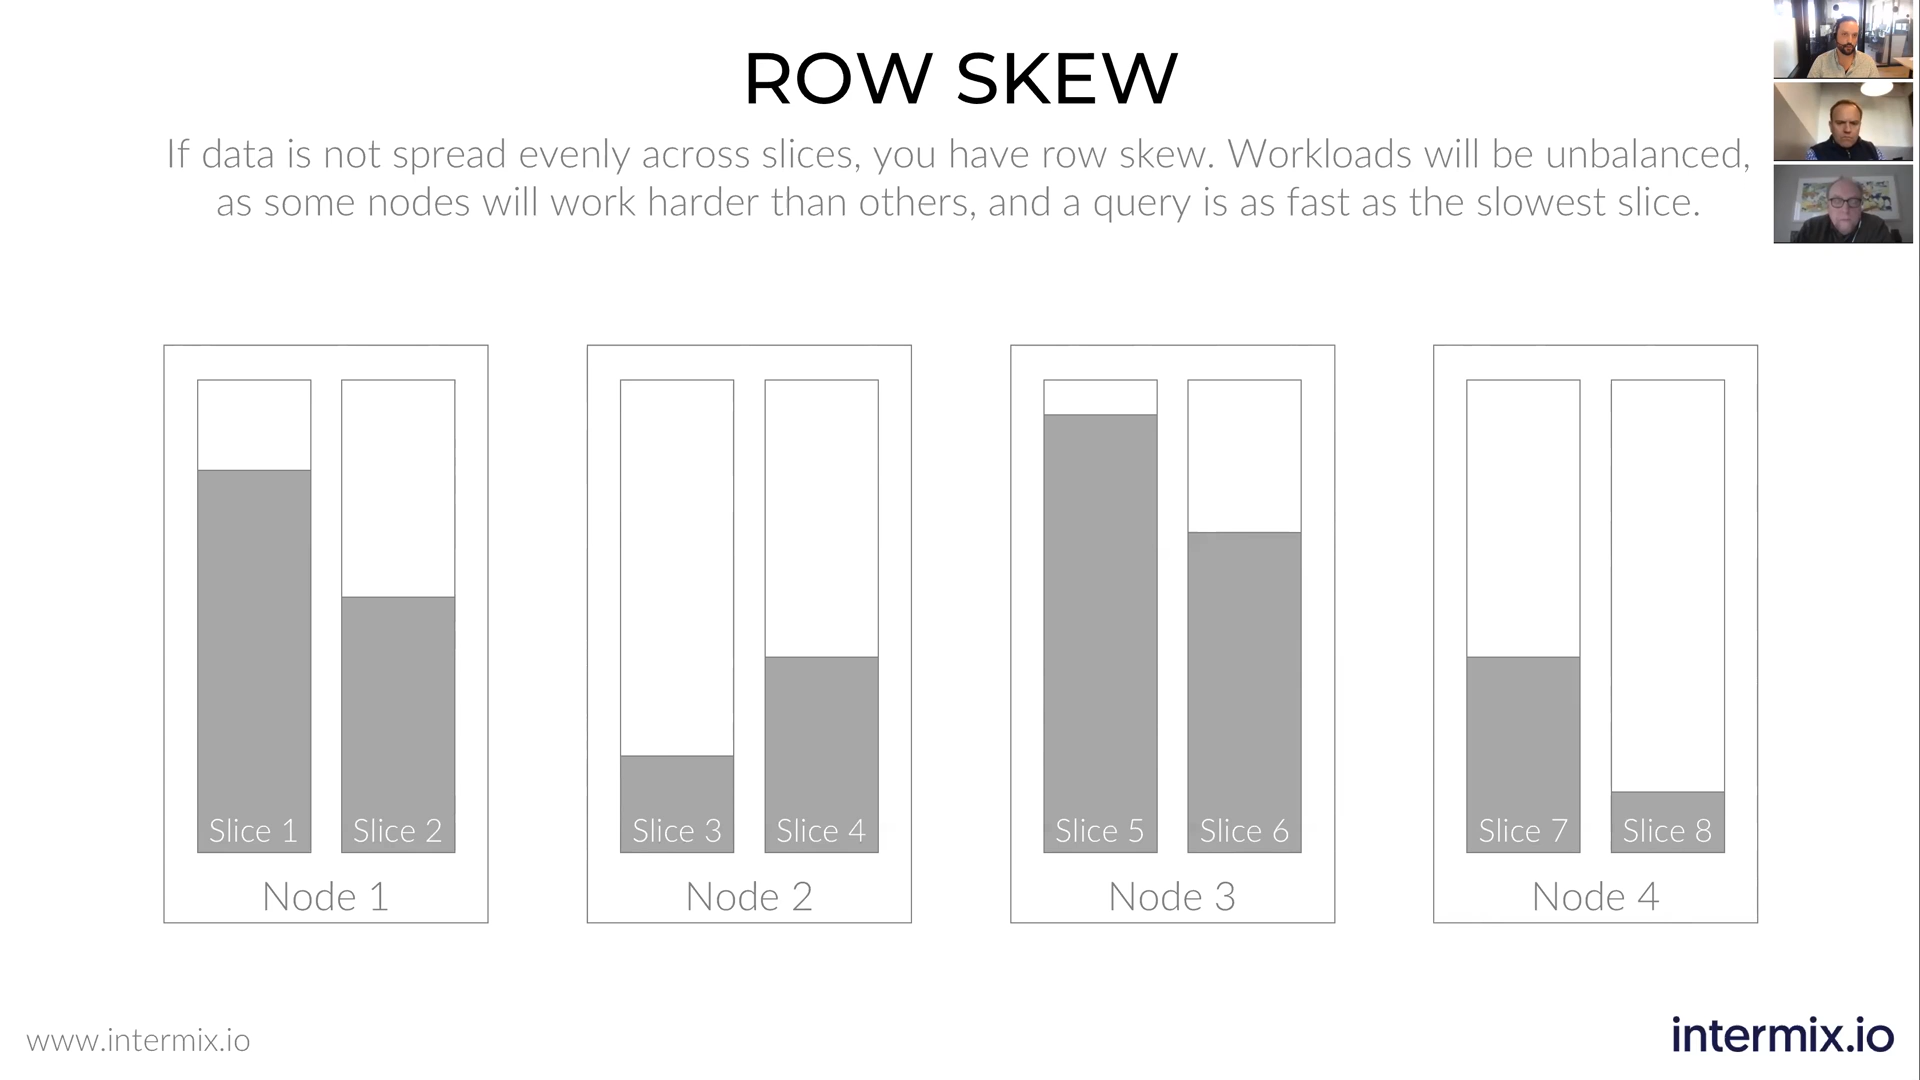 ROW SKEW
If data is not spread evenly across slices, you have row skew. Workloads will be unbalanced,
as some nodes will work harder than others, and a query is as fast as the slowest slice.
Slice 1
Slice 2
Node 1
Slice 3
Slice 4
Node 2
Slice 5
Slice 6
Node 3
Slice 7
Slice 8
Node 4
www.intermix.io
intermix.io